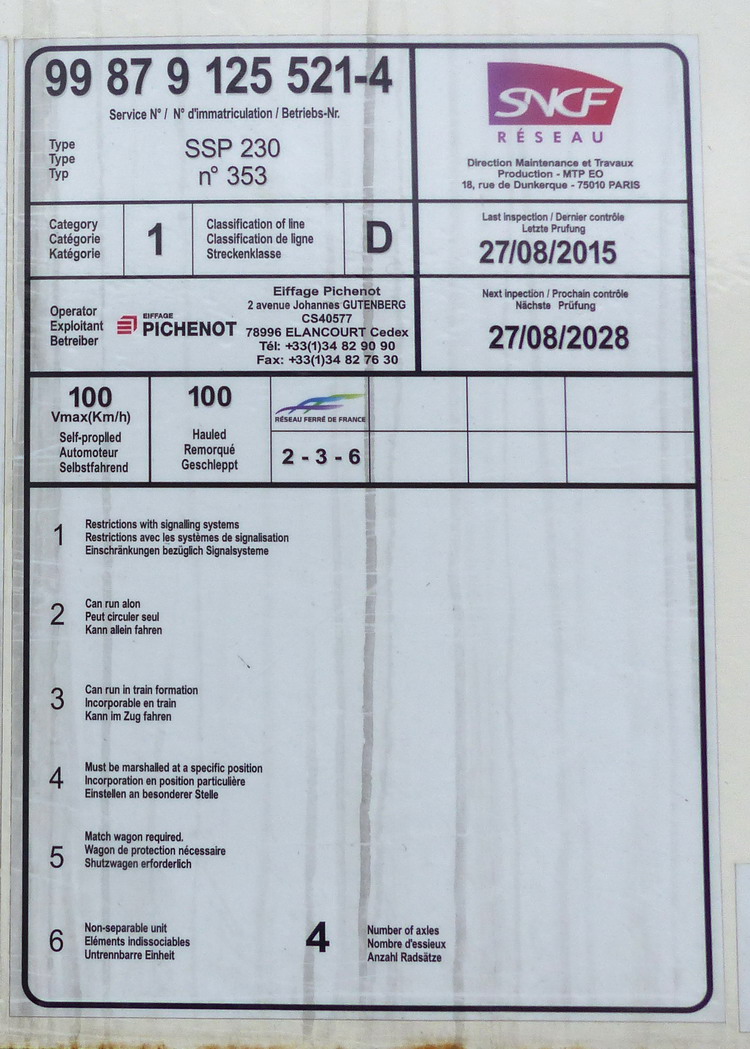 99 87 9 125 521-4
Service N° / N° d'immatriculation / Betriebs-Nr.
Type
Type
Typ
SSP 230
n° 353
SNCF
RÉSEAU
Direction Maintenance et Travaux
Production - MTP EO
18, rue de Dunkerque - 75010 PARIS
Category
Catégorie
Katégorie
1
Classification of line
Classification de ligne
Streckenklasse
D
Last inspection / Dernier contrôle
Letzte Prufung
27/08/2015
Operator
Exploitant
Betreiber
EIFFAGE
PICHENOT
Eiffage Pichenot
2 avenue Johannes GUTENBERG
CS40577
78996 ELANCOURT Cedex
Tél: +33(1)34 82 90 90
Fax: +33(1)34 82 76 30
Next inpection / Prochain contrôle
Nächste Prüfung
27/08/2028
100
Vmax(Km/h)
Self-proplled
Automoteur
Selbstfahrend
100
Hauled
Remorqué
Geschleppt
RÉSEAU FERRÉ DE FRANCE
2 - 3 - 6
1
Restrictions with signalling systems
Restrictions avec les systèmes de signalisation
Einschränkungen bezüglich Signalsysteme
2
Can run alon
Peut circuler seul
Kann allein fahren
3
Can run in train formation
Incorporable en train
Kann im Zug fahren
4
Must be marshalled at a specific position
Incorporation en position particulière
Einstellen an besonderer Stelle
5
Match wagon required.
Wagon de protection nécessaire
Shutzwagen erforderlich
6
Non-separable unit
Eléments indissociables
Untrennbarre Einheit
4
Number of axles
Nombre d'essieux
Anzahl Radsätze